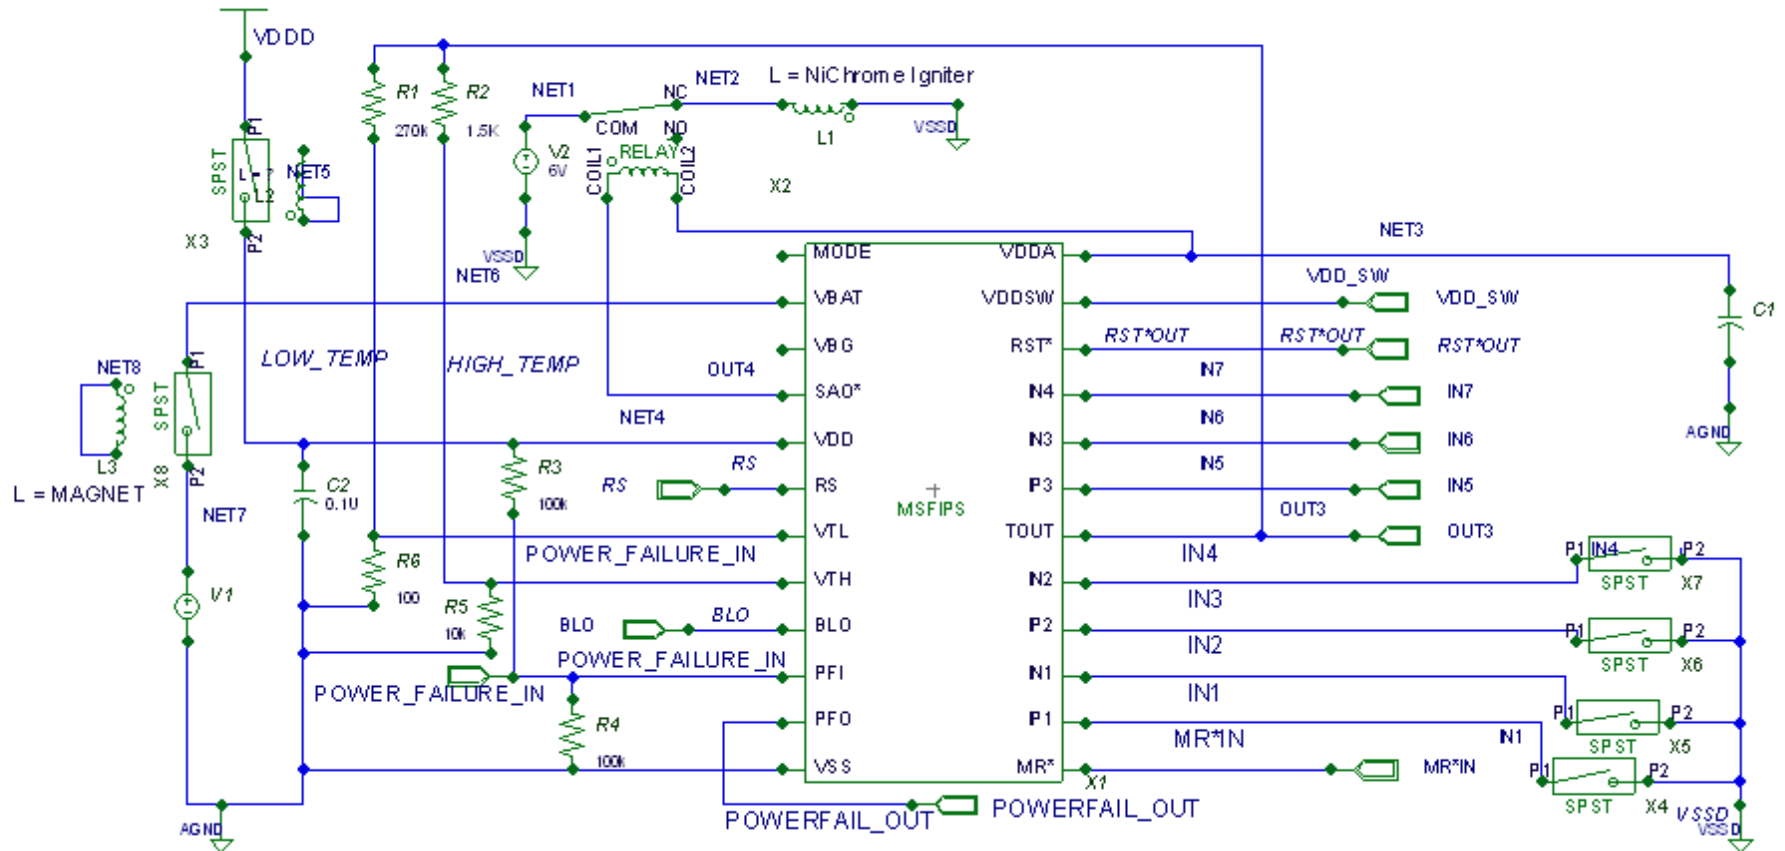 VDDD
P1
SPST
L = ?
L2
NET5
X3
P2
R1
270k
R2
1.5K
NET1
NET2
L = NiChrome Igniter
NC
COM
NO
V2
6V
COIL1
RELAY
COIL2
X2
L1
VSSD
VSSD
NET6
NET3
MODE
VDDA
VBAT
VDDSW
VDD_SW
VDD_SW
C1
VBG
RST*
RST*OUT
RST*OUT
RST*OUT
LOW_TEMP
HIGH_TEMP
OUT4
SAO*
IN4
IN7
IN7
NET8
P1
SPST
L3
X8
P2
L = MAGNET
NET4
VDD
IN3
IN6
IN6
AGND
R3
100k
RS
RS
RS
IP3
IN5
IN5
C2
0.1U
MSFIPS
NET7
VTL
TOUT
OUT3
OUT3
POWER_FAILURE_IN
R6
100
VTH
IN2
IN4
P1
IN4
P2
SPST
X7
V1
R5
10k
BLO
BLO
BLO
IP2
IN3
P1
P2
SPST
X6
POWER_FAILURE_IN
POWER_FAILURE_IN
PFI
IN1
IN2
R4
100k
PFO
IP1
IN1
P1
P2
SPST
X5
VSS
MR*
X1
MR*IN
MR*IN
IN1
P1
P2
SPST
X4
AGND
POWERFAIL_OUT
POWERFAIL_OUT
VSSD
VSSD